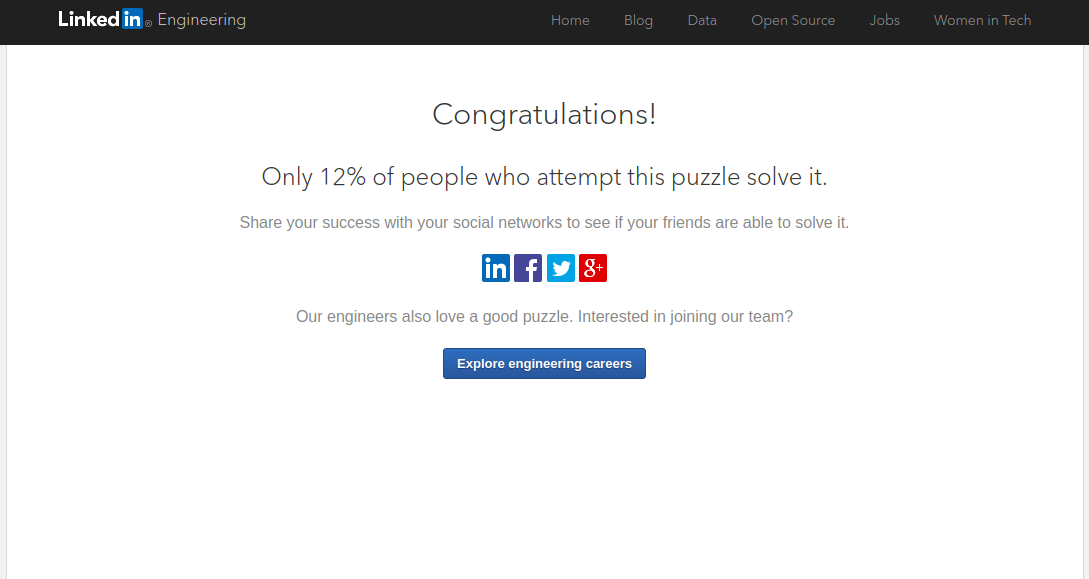 Linked in ® Engineering Home Blog Data Open Source Jobs Women in Tech
Congratulations!
Only 12% of people who attempt this puzzle solve it.
Share your success with your social networks to see if your friends are able to solve it.
in f g+
Our engineers also love a good puzzle. Interested in joining our team?
Explore engineering careers